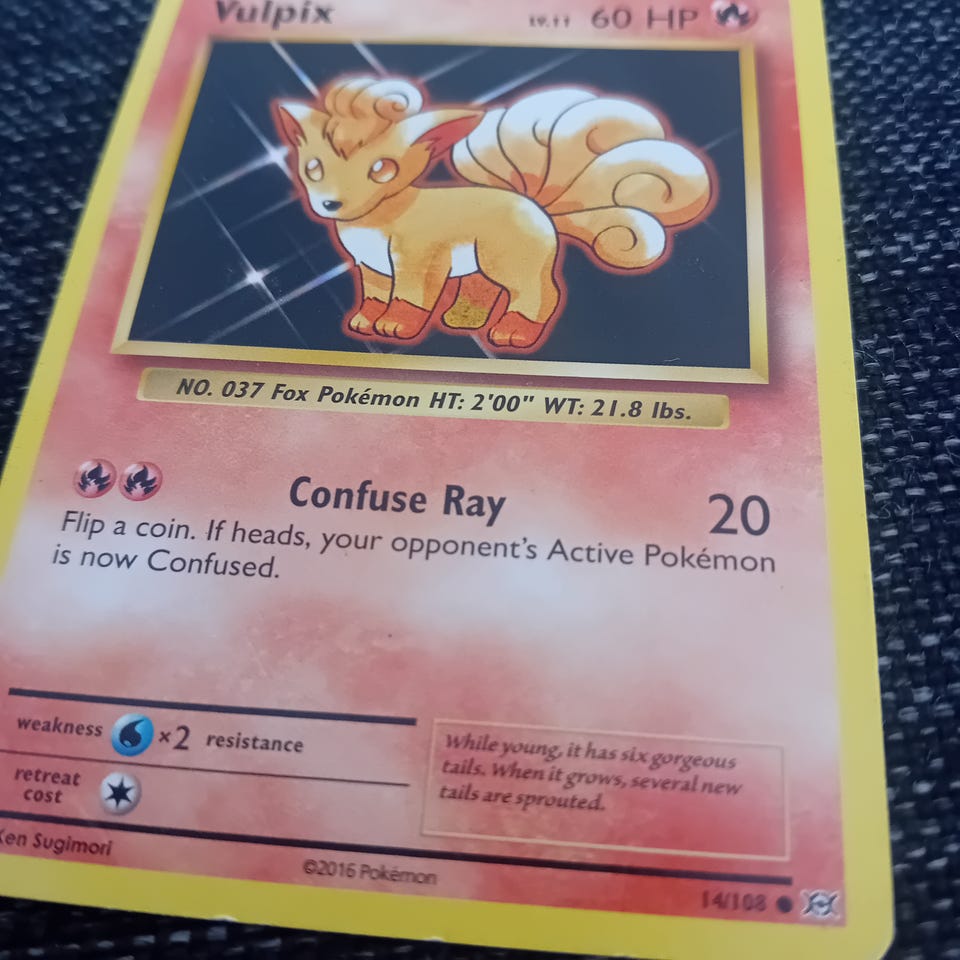 Vulpix LV.11 60 HP
NO. 037 Fox Pokémon HT: 2'00" WT: 21.8 lbs.
Confuse Ray 20
Flip a coin. If heads, your opponent's Active Pokémon
is now Confused.
weakness ×2 resistance
retreat
cost
While young, it has six gorgeous
tails. When it grows, several new
tails are sprouted.
Ken Sugimori
©2016 Pokémon
14/108